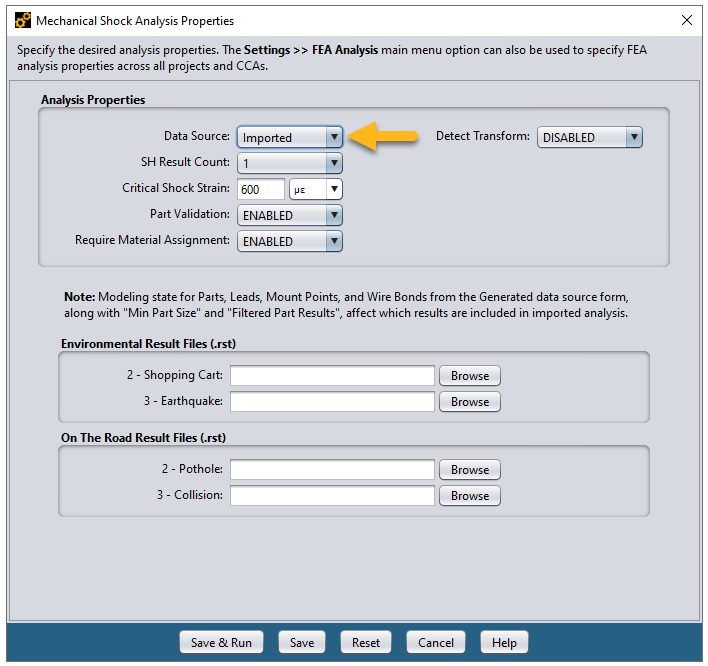 Mechanical Shock Analysis Properties
Specify the desired analysis properties. The Settings >> FEA Analysis main menu option can also be used to specify FEA
analysis properties across all projects and CCAs.
Analysis Properties
Data Source: Imported Detect Transform: DISABLED
SH Result Count: 1
Critical Shock Strain: 600 με
Part Validation: ENABLED
Require Material Assignment: ENABLED
Note: Modeling state for Parts, Leads, Mount Points, and Wire Bonds from the Generated data source form,
along with "Min Part Size" and "Filtered Part Results", affect which results are included in imported analysis.
Environmental Result Files (.rst)
2 - Shopping Cart: Browse
3 - Earthquake: Browse
On The Road Result Files (.rst)
2 - Pothole: Browse
3 - Collision: Browse
Save & Run Save Reset Cancel Help